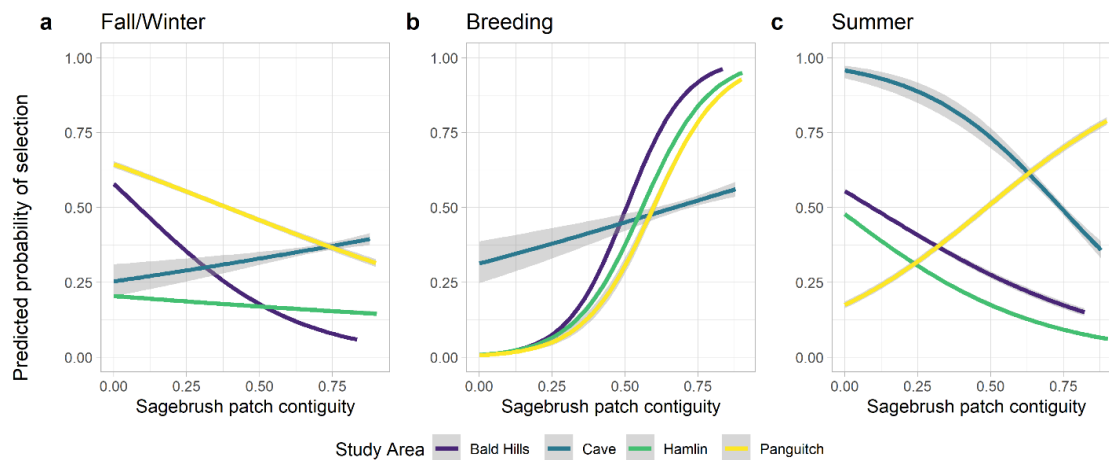 a Fall/Winter
b Breeding
c Summer
Predicted probability of selection
1.00
0.75
0.50
0.25
0.00
0.00 0.25 0.50 0.75
Sagebrush patch contiguity
1.00
0.75
0.50
0.25
0.00
0.00 0.25 0.50 0.75
Sagebrush patch contiguity
1.00
0.75
0.50
0.25
0.00
0.00 0.25 0.50 0.75
Sagebrush patch contiguity
Study Area Bald Hills Cave Hamlin Panguitch